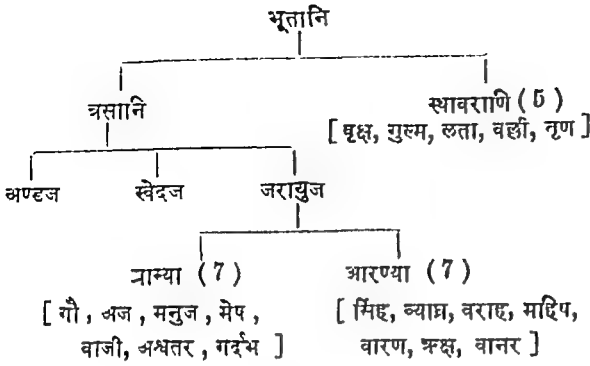 भूतानि
त्रसानि
स्थावराणि (5)
[ वृक्ष, गुल्म, लता, वल्ली, तृण ]
अण्डज स्वेदज जरायुज
ग्राम्या (7) आरण्या (7)
[ गौ, अज, मनुज, मेष, [ सिंह, व्याघ्र, वराह, महिष,
वाजी, अश्वतर, गर्दभ ] वारण, ऋक्ष, वानर ]